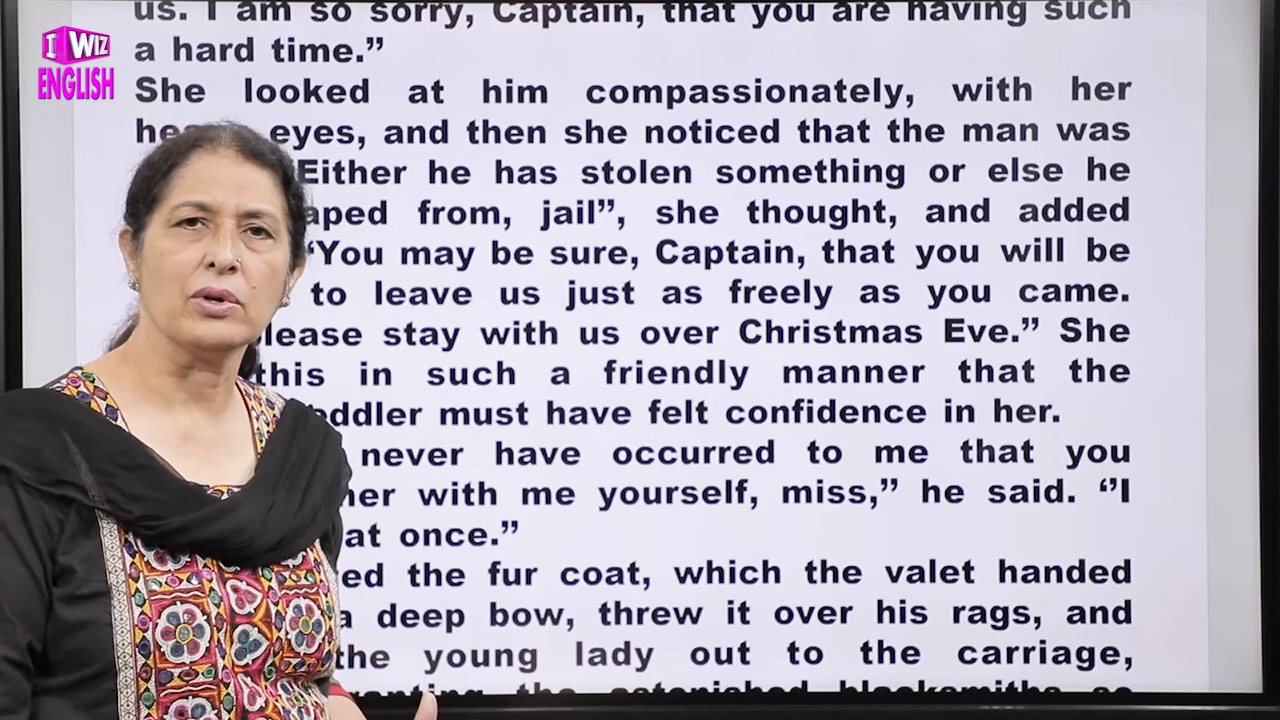 I WIZ
ENGLISH
us. I am so sorry, Captain, that you are having such
a hard time.”
She looked at him compassionately, with her
eyes, and then she noticed that the man was
Either he has stolen something or else he
aped from, jail”, she thought, and added
“You may be sure, Captain, that you will be
to leave us just as freely as you came.
lease stay with us over Christmas Eve.” She
this in such a friendly manner that the
eddler must have felt confidence in her.
never have occurred to me that you
her with me yourself, miss,” he said. ‘’I
at once.”
ed the fur coat, which the valet handed
a deep bow, threw it over his rags, and
the young lady out to the carriage,
the astonished blacksmiths so